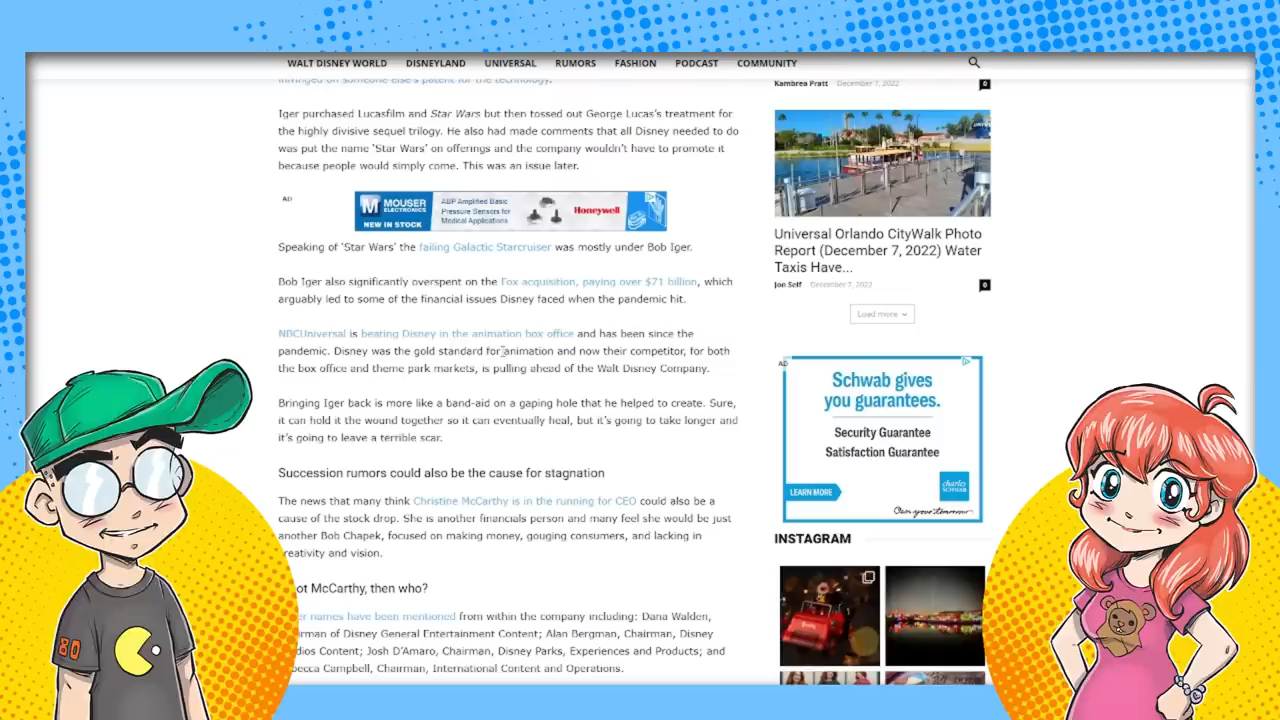 WALT DISNEY WORLD DISNEYLAND UNIVERSAL RUMORS FASHION PODCAST COMMUNITY
infringed on someone else's patent for the technology.
Iger purchased Lucasfilm and Star Wars but then tossed out George Lucas's treatment for
the highly divisive sequel trilogy. He also had made comments that all Disney needed to do
was put the name 'Star Wars' on offerings and the company wouldn't have to promote it
because people would simply come. This was an issue later.
AD
MOUSER
ELECTRONICS
NEW IN STOCK
ABP Amplified Basic
Pressure Sensors for
Medical Applications
Honeywell
Speaking of 'Star Wars' the failing Galactic Starcruiser was mostly under Bob Iger.
Bob Iger also significantly overspent on the Fox acquisition, paying over $71 billion, which
arguably led to some of the financial issues Disney faced when the pandemic hit.
NBCUniversal is beating Disney in the animation box office and has been since the
pandemic. Disney was the gold standard for animation and now their competitor, for both
the box office and theme park markets, is pulling ahead of the Walt Disney Company.
Bringing Iger back is more like a band-aid on a gaping hole that he helped to create. Sure,
it can hold it the wound together so it can eventually heal, but it's going to take longer and
it's going to leave a terrible scar.
Succession rumors could also be the cause for stagnation
The news that many think Christine McCarthy is in the running for CEO could also be a
cause of the stock drop. She is another financials person and many feel she would be just
another Bob Chapek, focused on making money, gouging consumers, and lacking in
creativity and vision.
ot McCarthy, then who?
er names have been mentioned from within the company including: Dana Walden,
irman of Disney General Entertainment Content; Alan Bergman, Chairman, Disney
dios Content; Josh D'Amaro, Chairman, Disney Parks, Experiences and Products; and
ecca Campbell, Chairman, International Content and Operations.
Kambrea Pratt December 7, 2022 0
Universal Orlando CityWalk Photo
Report (December 7, 2022) Water
Taxis Have...
Jon Self December 7, 2022 0
Load more
AD
Schwab gives
you guarantees.
Security Guarantee
Satisfaction Guarantee
LEARN MORE
charles
SCHWAB
Own your tomorrow
INSTAGRAM
80